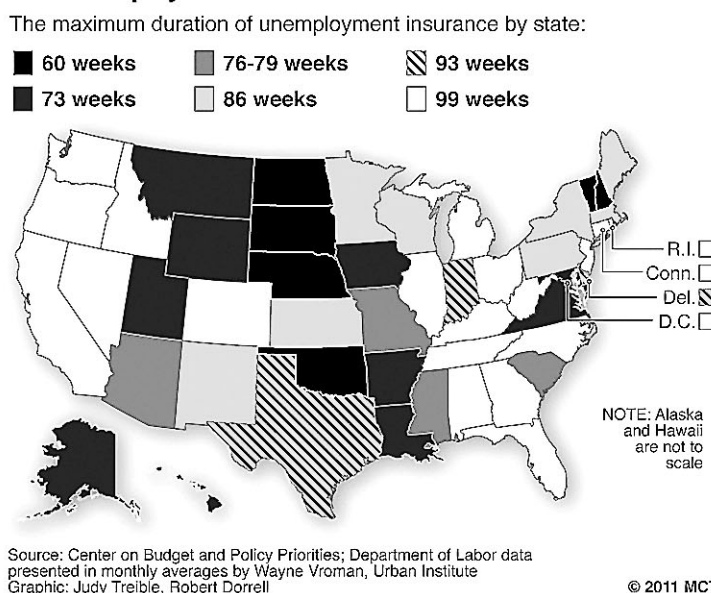 The maximum duration of unemployment insurance by state:
60 weeks
76-79 weeks
93 weeks
73 weeks
86 weeks
99 weeks
R.I.
Conn.
Del.
D.C.
NOTE: Alaska
and Hawaii
are not to
scale
Source: Center on Budget and Policy Priorities; Department of Labor data
presented in monthly averages by Wayne Vroman, Urban Institute
Graphic: Judy Treible, Robert Dorrell
© 2011 MCT